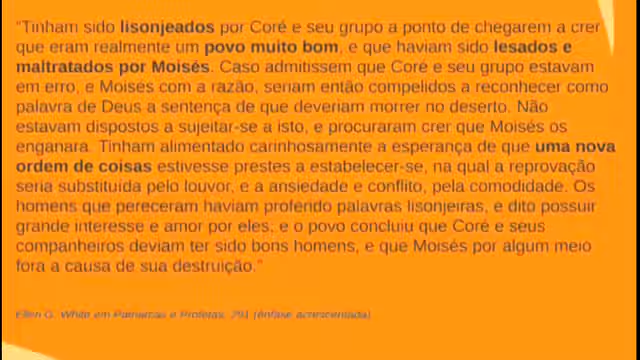 “Tinham sido lisonjeados por Coré e seu grupo a ponto de chegarem a crer
que eram realmente um povo muito bom, e que haviam sido lesados e
maltratados por Moisés. Caso admitissem que Coré e seu grupo estavam
em erro, e Moisés com a razão, seriam então compelidos a reconhecer como
palavra de Deus a sentença de que deveriam morrer no deserto. Não
estavam dispostos a sujeitar-se a isto, e procuraram crer que Moisés os
enganara. Tinham alimentado carinhosamente a esperança de que uma nova
ordem de coisas estivesse prestes a estabelecer-se, na qual a reprovação
seria substituída pelo louvor, e a ansiedade e conflito, pela comodidade. Os
homens que pereceram haviam proferido palavras lisonjeiras, e dito possuir
grande interesse e amor por eles; e o povo concluiu que Coré e seus
companheiros deviam ter sido bons homens, e que Moisés por algum meio
fora a causa de sua destruição.”
Ellen G. White em Patriarcas e Profetas, 291 (ênfase acrescentada)